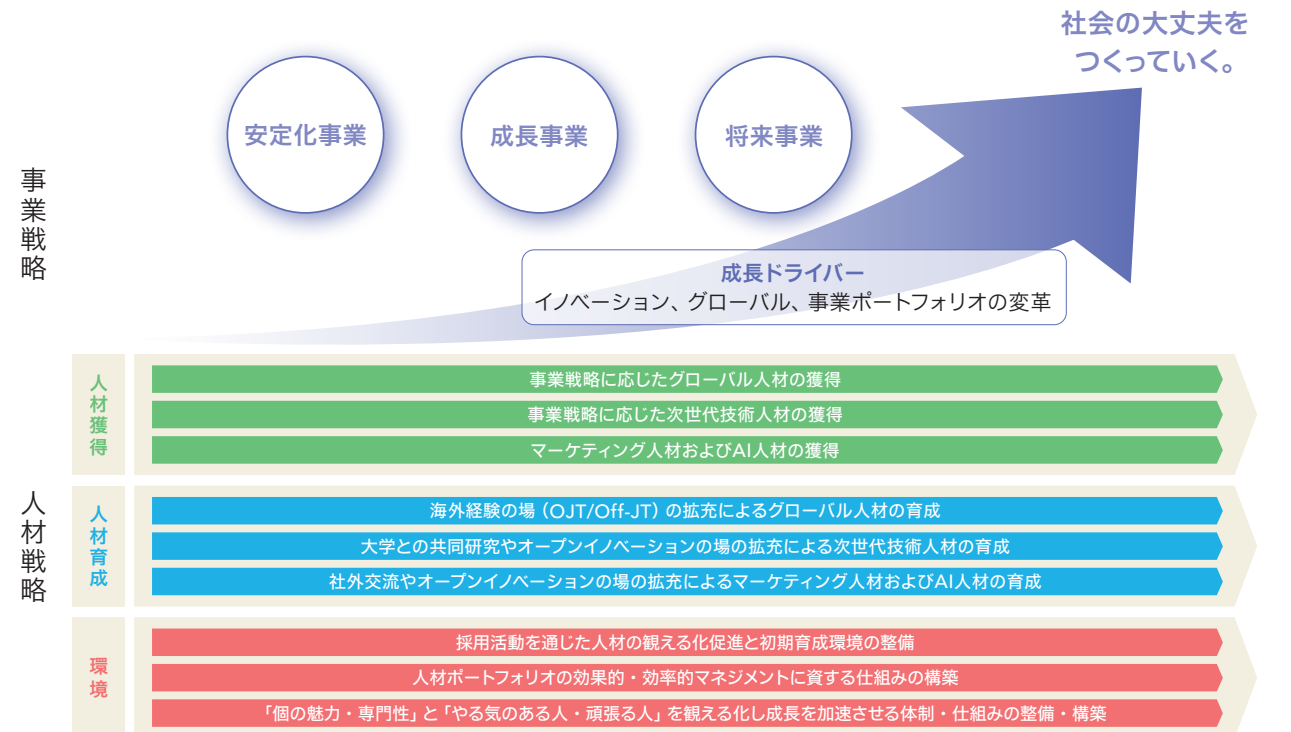 社会の大丈夫を
つくっていく。
事業戦略
安定化事業
成長事業
将来事業
成長ドライバー
イノベーション、グローバル、事業ポートフォリオの変革
人材戦略
人材獲得
事業戦略に応じたグローバル人材の獲得
事業戦略に応じた次世代技術人材の獲得
マーケティング人材およびAI人材の獲得
人材育成
海外経験の場（OJT/Off-JT）の拡充によるグローバル人材の育成
大学との共同研究やオープンイノベーションの場の拡充による次世代技術人材の育成
社外交流やオープンイノベーションの場の拡充によるマーケティング人材およびAI人材の育成
環境
採用活動を通じた人材の観える化促進と初期育成環境の整備
人材ポートフォリオの効果的・効率的マネジメントに資する仕組みの構築
「個の魅力・専門性」と「やる気のある人・頑張る人」を観える化し成長を加速させる体制・仕組みの整備・構築